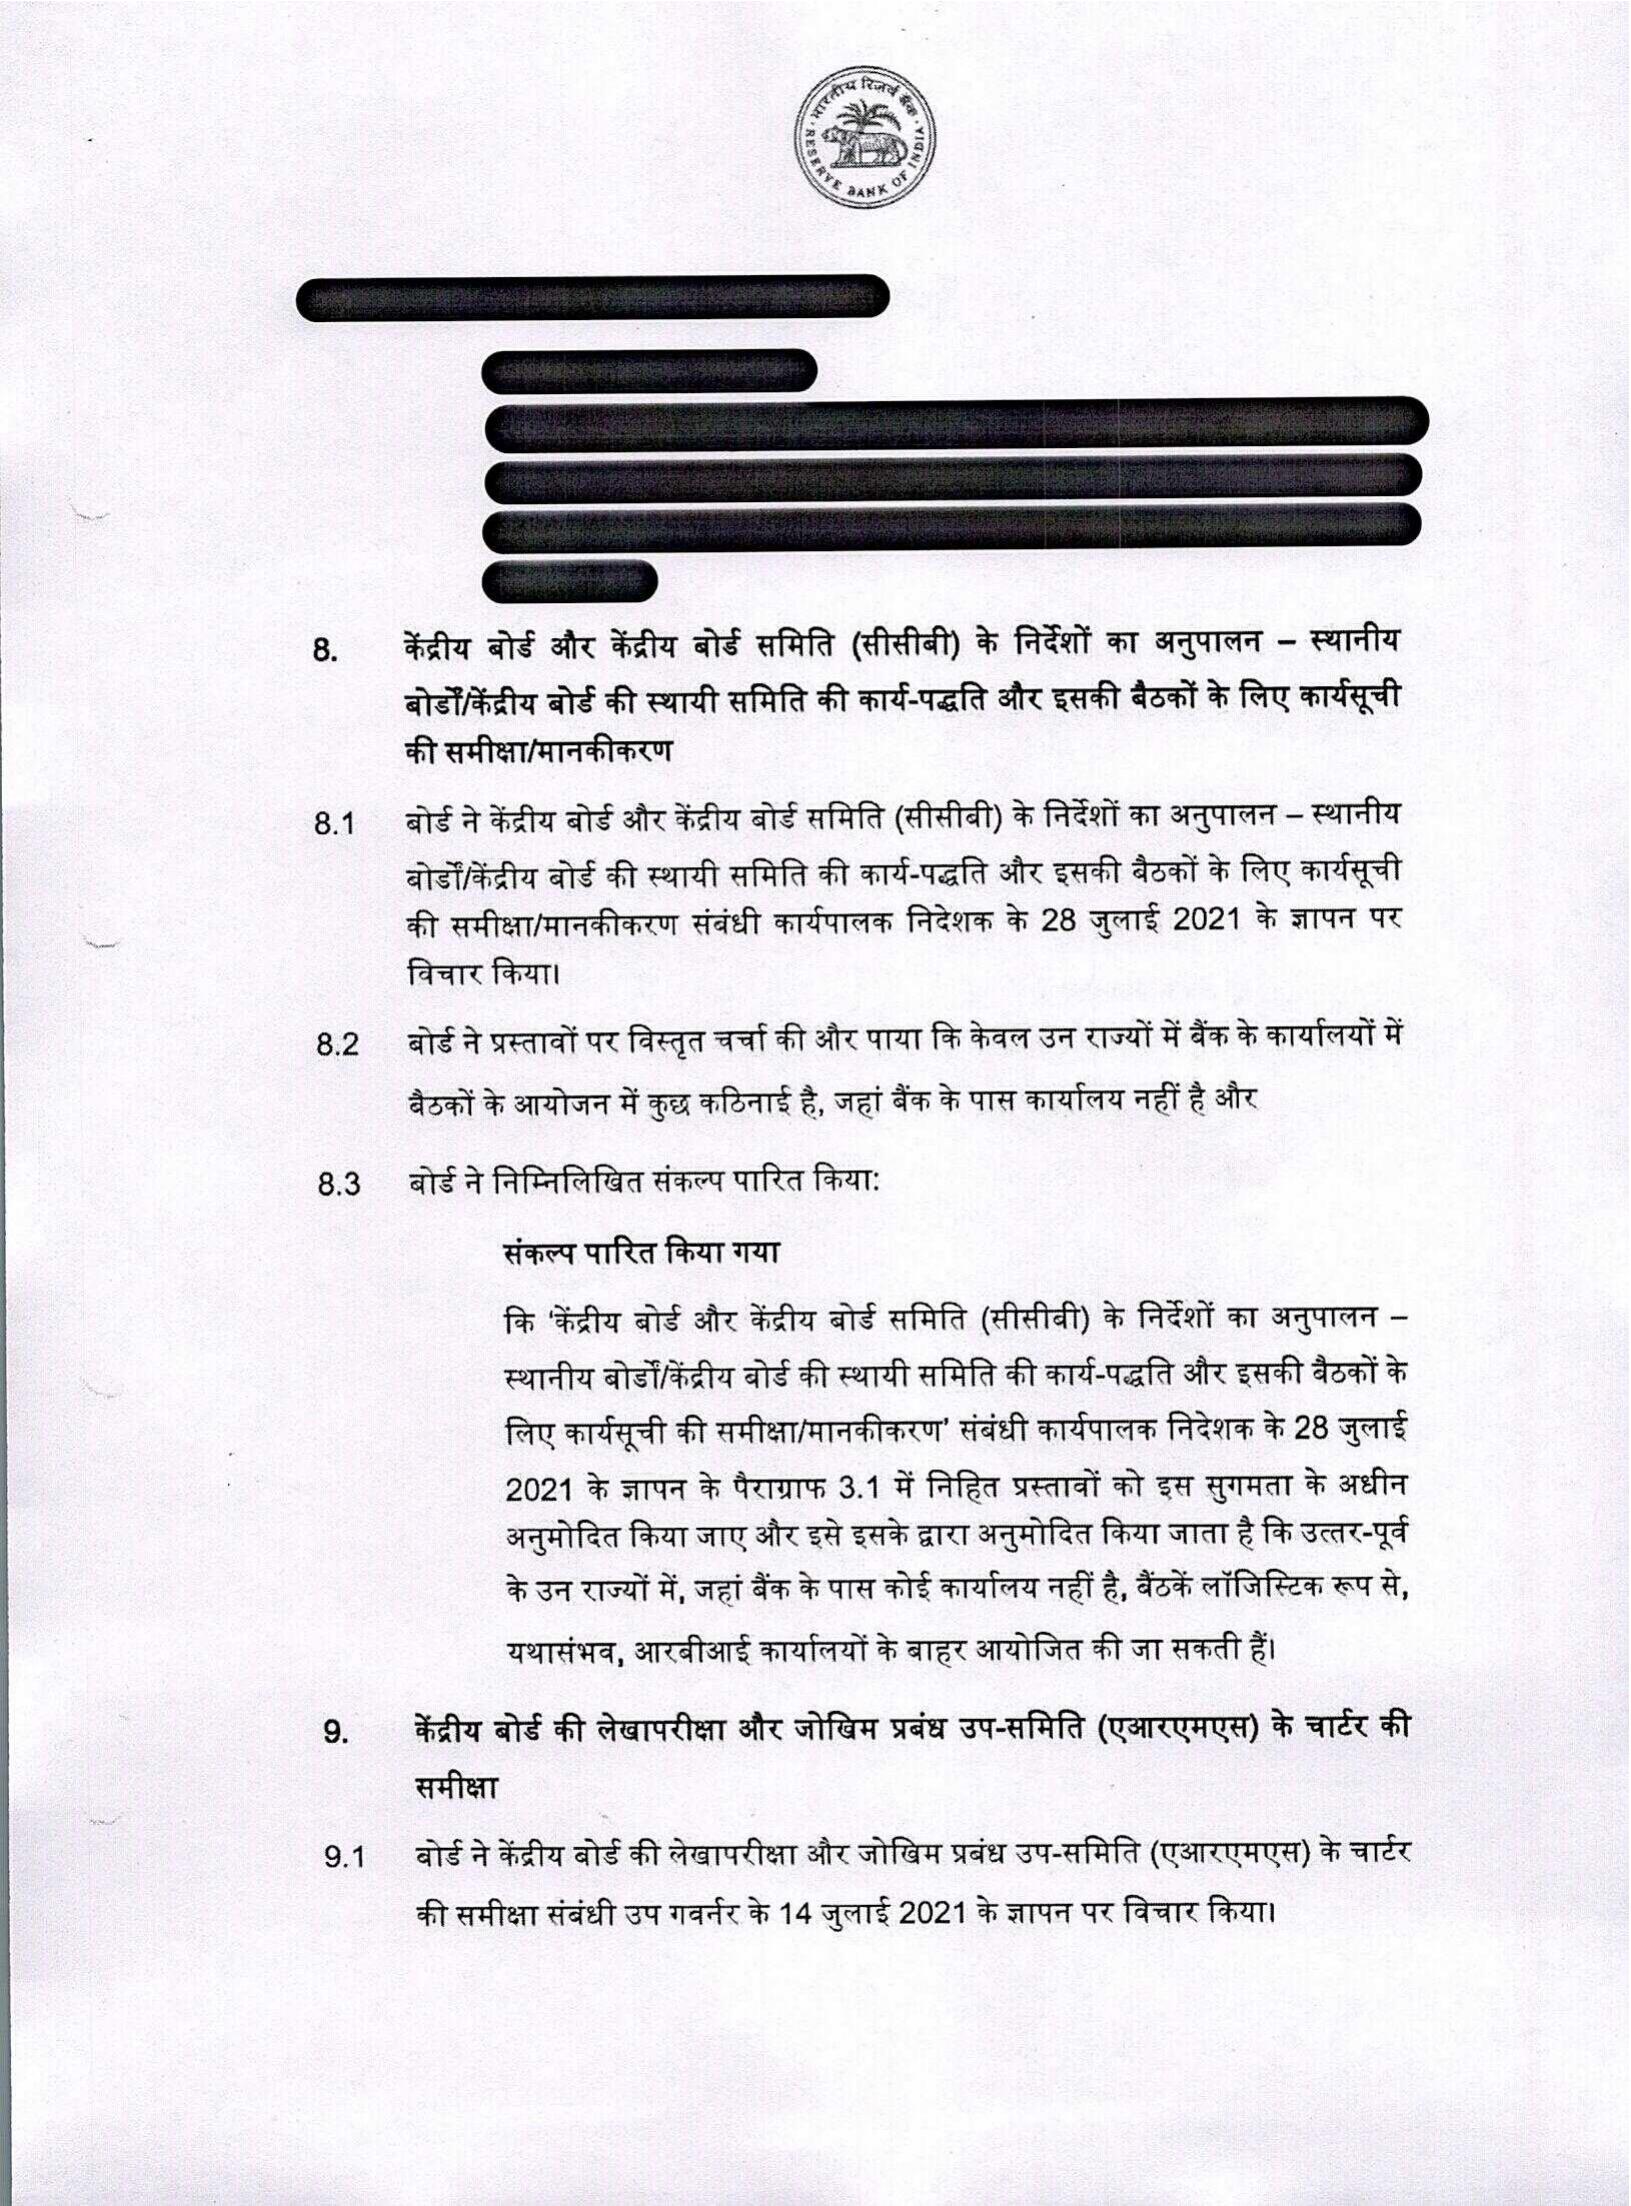 भारतीय रिज़र्व बैंक
RESERVE BANK OF INDIA
8. केंद्रीय बोर्ड और केंद्रीय बोर्ड समिति (सीसीबी) के निर्देशों का अनुपालन – स्थानीय
बोर्डों/केंद्रीय बोर्ड की स्थायी समिति की कार्य-पद्धति और इसकी बैठकों के लिए कार्यसूची
की समीक्षा/मानकीकरण
8.1 बोर्ड ने केंद्रीय बोर्ड और केंद्रीय बोर्ड समिति (सीसीबी) के निर्देशों का अनुपालन – स्थानीय
बोर्डों/केंद्रीय बोर्ड की स्थायी समिति की कार्य-पद्धति और इसकी बैठकों के लिए कार्यसूची
की समीक्षा/मानकीकरण संबंधी कार्यपालक निदेशक के 28 जुलाई 2021 के ज्ञापन पर
विचार किया।
8.2 बोर्ड ने प्रस्तावों पर विस्तृत चर्चा की और पाया कि केवल उन राज्यों में बैंक के कार्यालयों में
बैठकों के आयोजन में कुछ कठिनाई है, जहां बैंक के पास कार्यालय नहीं है और
8.3 बोर्ड ने निम्निलिखित संकल्प पारित किया:
संकल्प पारित किया गया
कि 'केंद्रीय बोर्ड और केंद्रीय बोर्ड समिति (सीसीबी) के निर्देशों का अनुपालन –
स्थानीय बोर्डों/केंद्रीय बोर्ड की स्थायी समिति की कार्य-पद्धति और इसकी बैठकों के
लिए कार्यसूची की समीक्षा/मानकीकरण' संबंधी कार्यपालक निदेशक के 28 जुलाई
2021 के ज्ञापन के पैराग्राफ 3.1 में निहित प्रस्तावों को इस सुगमता के अधीन
अनुमोदित किया जाए और इसे इसके द्वारा अनुमोदित किया जाता है कि उत्तर-पूर्व
के उन राज्यों में, जहां बैंक के पास कोई कार्यालय नहीं है, बैंठकें लॉजिस्टिक रूप से,
यथासंभव, आरबीआई कार्यालयों के बाहर आयोजित की जा सकती हैं।
9. केंद्रीय बोर्ड की लेखापरीक्षा और जोखिम प्रबंध उप-समिति (एआरएमएस) के चार्टर की
समीक्षा
9.1 बोर्ड ने केंद्रीय बोर्ड की लेखापरीक्षा और जोखिम प्रबंध उप-समिति (एआरएमएस) के चार्टर
की समीक्षा संबंधी उप गवर्नर के 14 जुलाई 2021 के ज्ञापन पर विचार किया।